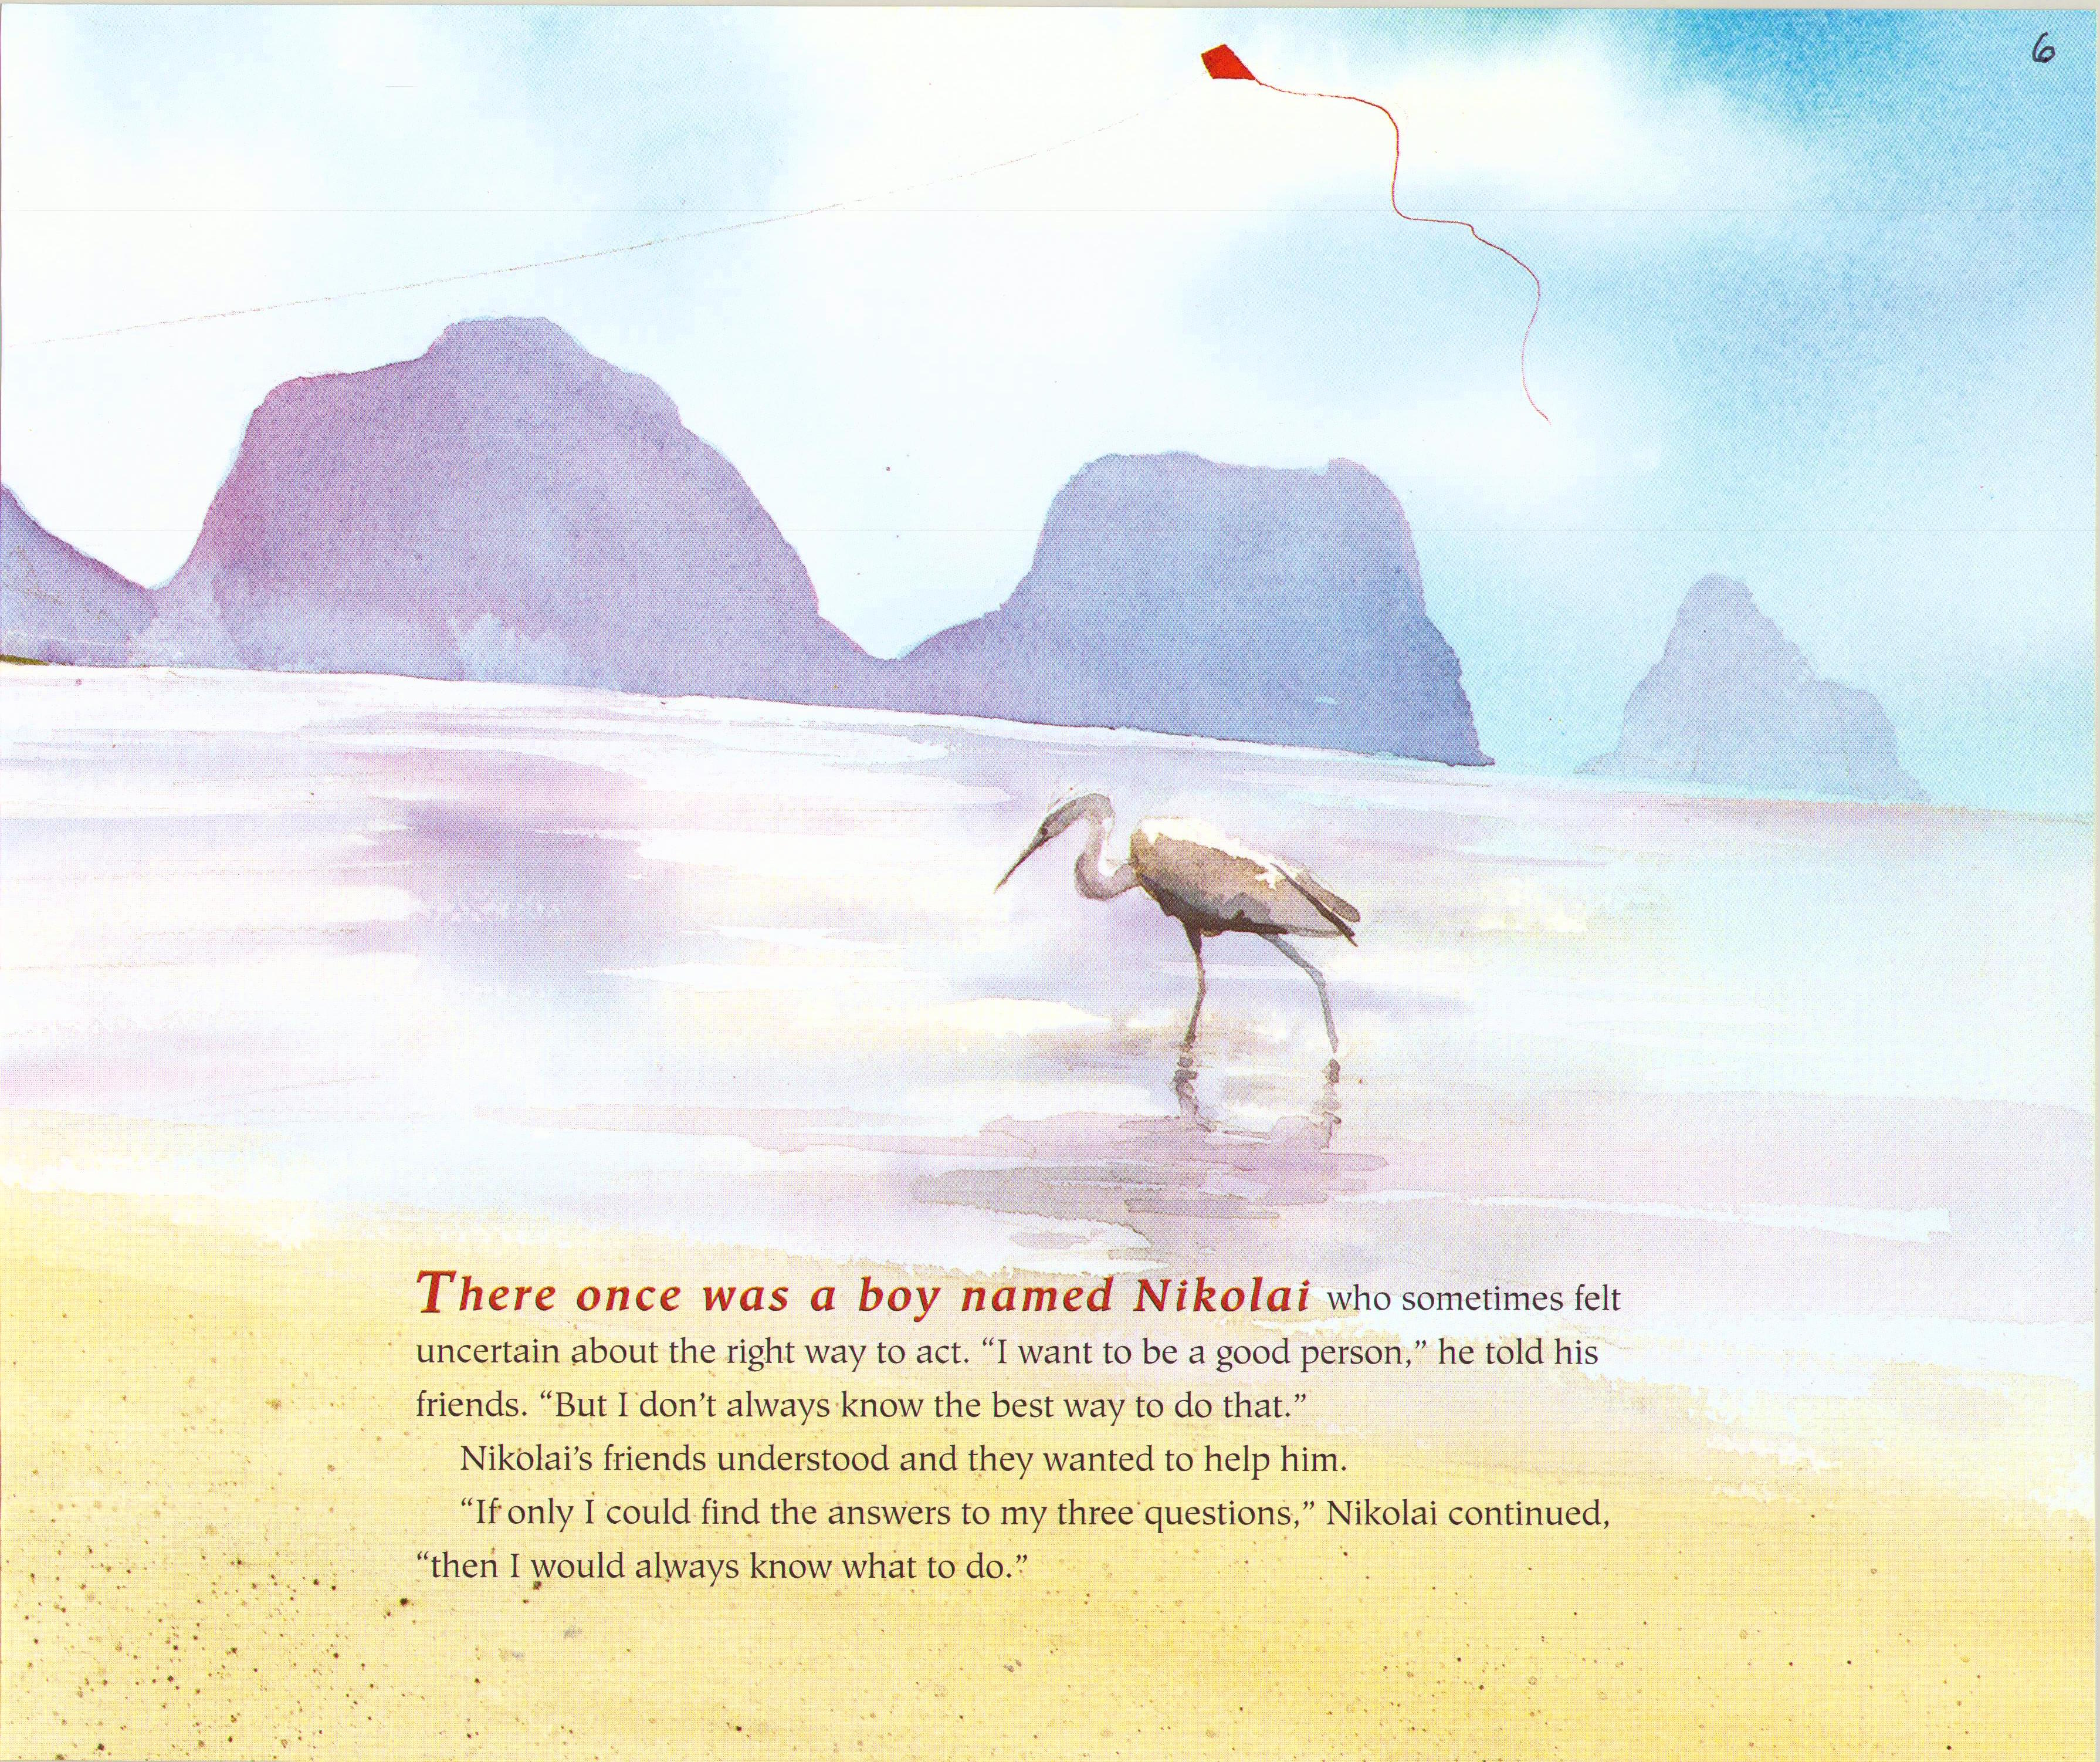 6
There once was a boy named Nikolai who sometimes felt
uncertain about the right way to act. “I want to be a good person,” he told his
friends. “But I don’t always know the best way to do that.”
Nikolai’s friends understood and they wanted to help him.
“If only I could find the answers to my three questions,” Nikolai continued,
“then I would always know what to do.”